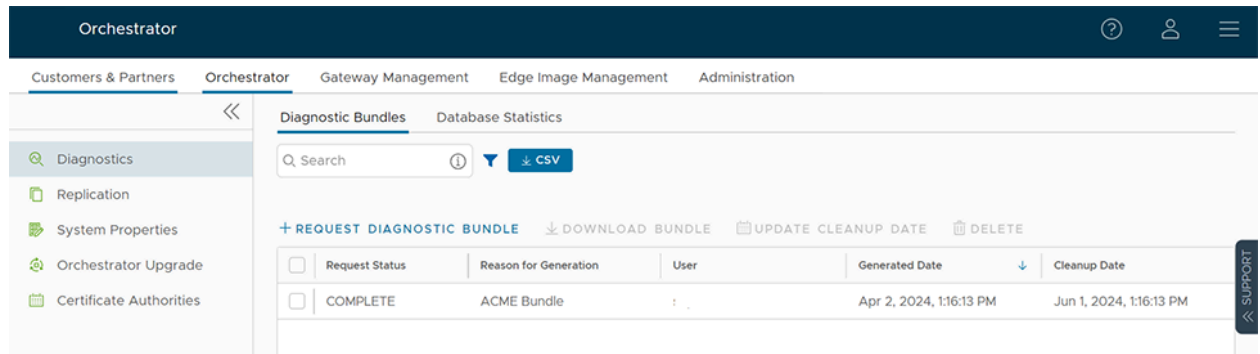 Orchestrator
Customers & Partners Orchestrator Gateway Management Edge Image Management Administration
Diagnostic Bundles Database Statistics
Diagnostics
Replication
System Properties
Orchestrator Upgrade
Certificate Authorities
Search
CSV
REQUEST DIAGNOSTIC BUNDLE DOWNLOAD BUNDLE UPDATE CLEANUP DATE DELETE
Request Status Reason for Generation User Generated Date Cleanup Date
COMPLETE ACME Bundle Apr 2, 2024, 1:16:13 PM Jun 1, 2024, 1:16:13 PM
SUPPORT